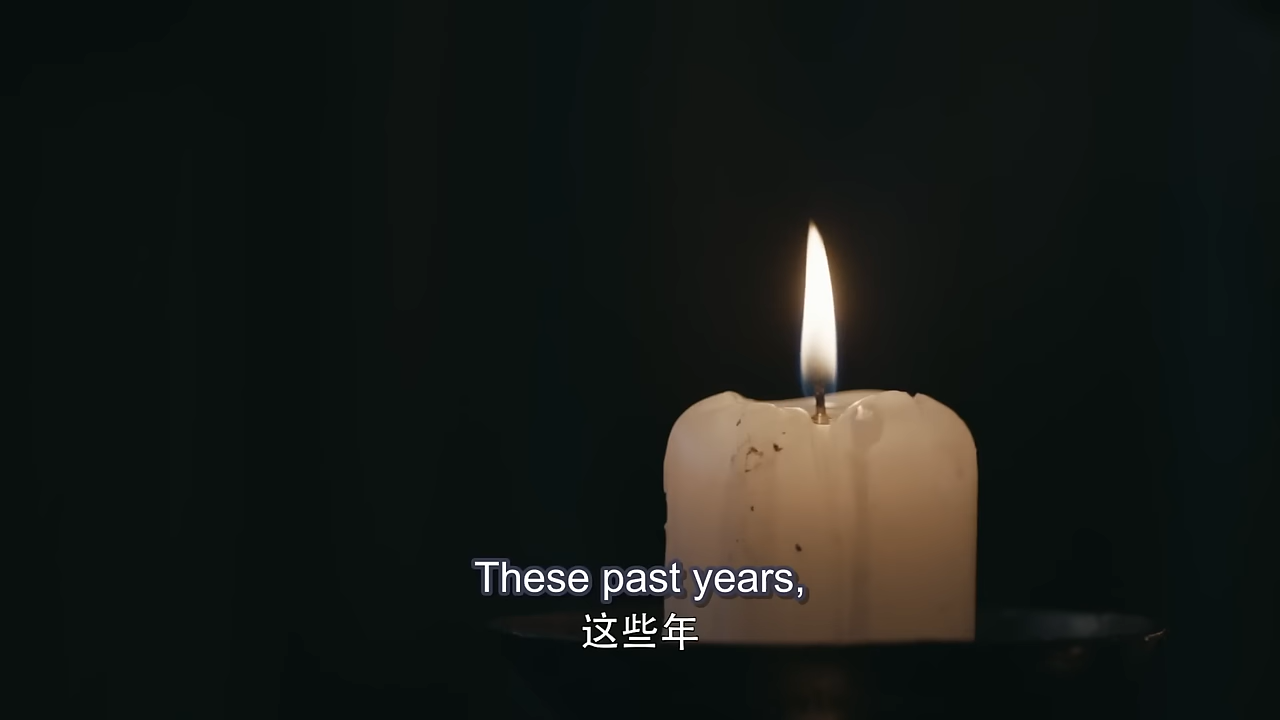 These past years,
这些年